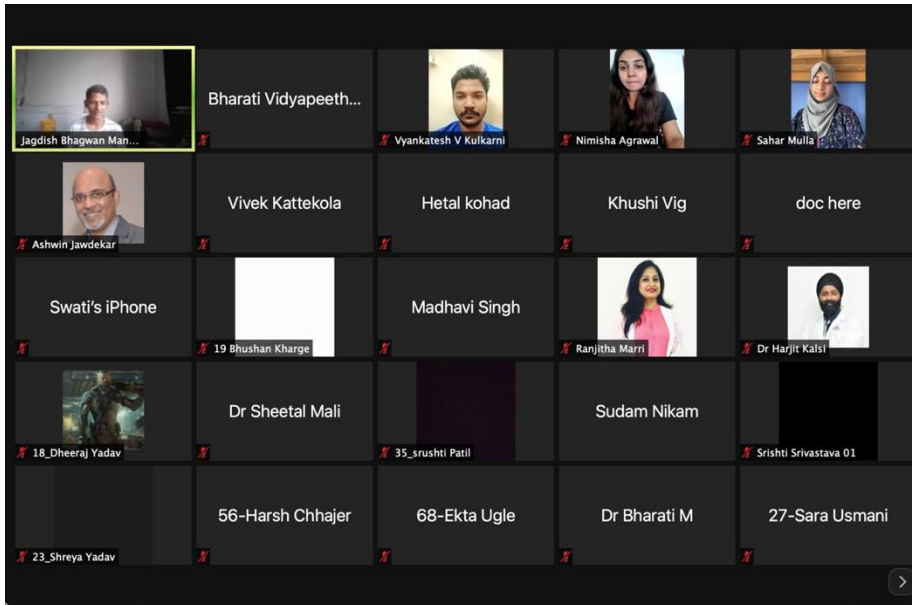 Jagdish Bhagwan Man...
Bharati Vidyapeeth...
Vyankatesh V Kulkarni
Nimisha Agrawal
Sahar Mulla
Ashwin Jawdekar
Vivek Kattekola
Hetal kohad
Khushi Vig
doc here
Swati's iPhone
19 Bhushan Kharge
Madhavi Singh
Ranjitha Marri
Dr Harjit Kalsi
18_Dheeraj Yadav
Dr Sheetal Mali
35_srushti Patil
Sudam Nikam
Srishti Srivastava 01
23_Shreya Yadav
56-Harsh Chhajer
68-Ekta Ugle
Dr Bharati M
27-Sara Usmani